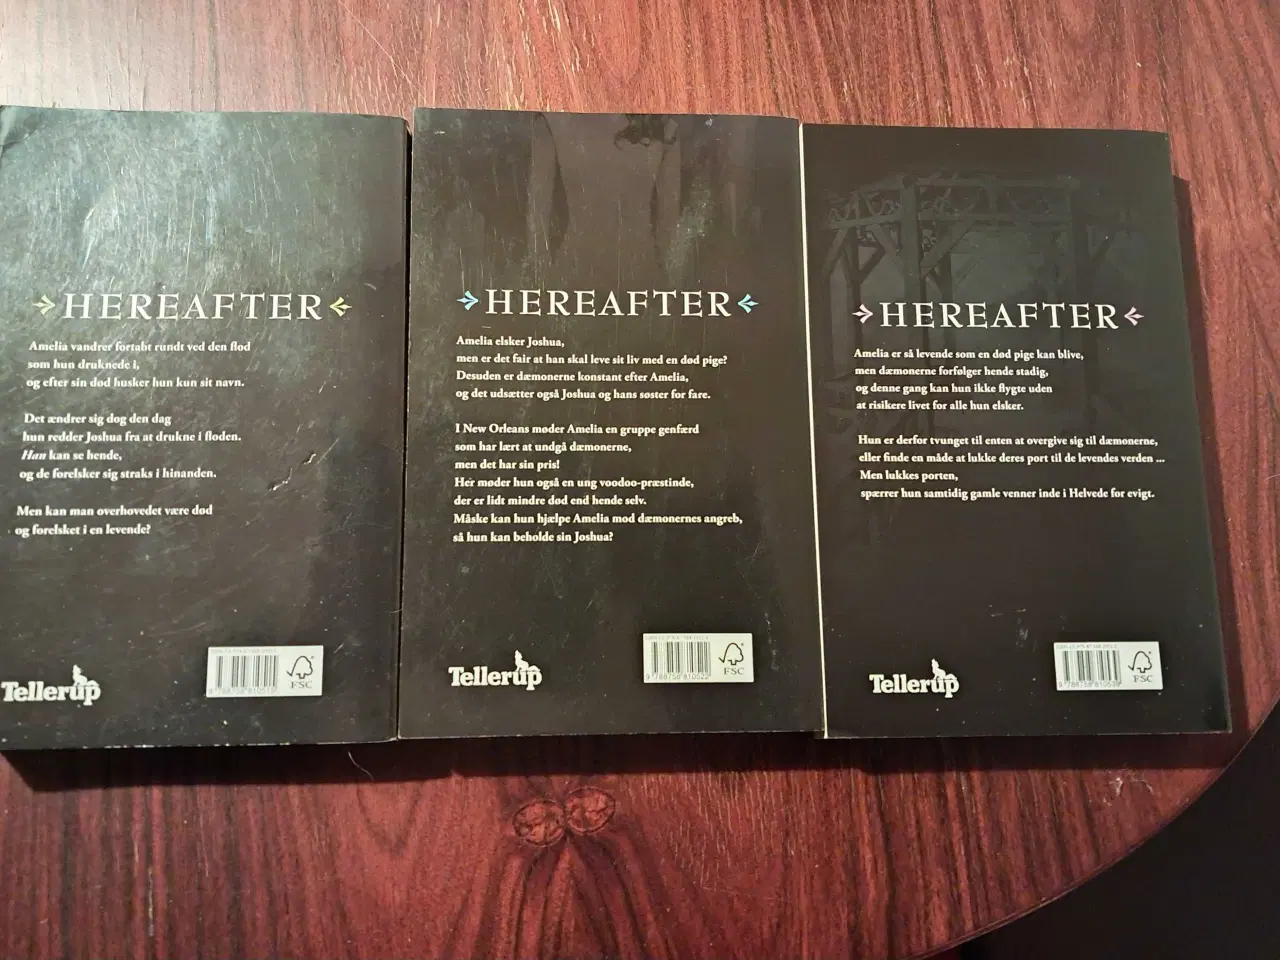 HEREAFTER
Amelia vandrer fortabt rundt ved den flod
som hun druknede i,
og efter sin død husker hun kun sit navn.
Det ændrer sig dog den dag
hun redder Joshua fra at drukne i floden.
Han kan se hende,
og de forelsker sig straks i hinanden.
Men kan man overhovedet være død
og forelsket i en levende?
Tellerup
FSC
HEREAFTER
Amelia elsker Joshua,
men er det fair at han skal leve sit liv med en død pige?
Desuden er dæmonerne konstant efter Amelia,
og det udsætter også Joshua og hans søster for fare.
I New Orleans møder Amelia en gruppe genfærd
som har lært at undgå dæmonerne,
men det har sin pris!
Her møder hun også en ung voodoo-præstinde,
der er lidt mindre død end hende selv.
Måske kan hun hjælpe Amelia mod dæmonernes angreb,
så hun kan beholde sin Joshua?
Tellerup
9 788758 810522
FSC
HEREAFTER
Amelia er så levende som en død pige kan blive,
men dæmonerne forfølger hende stadig,
og denne gang kan hun ikke flygte uden
at risikere livet for alle hun elsker.
Hun er derfor tvunget til enten at overgive sig til dæmonerne,
eller finde en måde at lukke deres port til de levendes verden ...
Men lukkes porten,
spærrer hun samtidig gamle venner inde i Helvede for evigt.
Tellerup
9 788758 810539
FSC